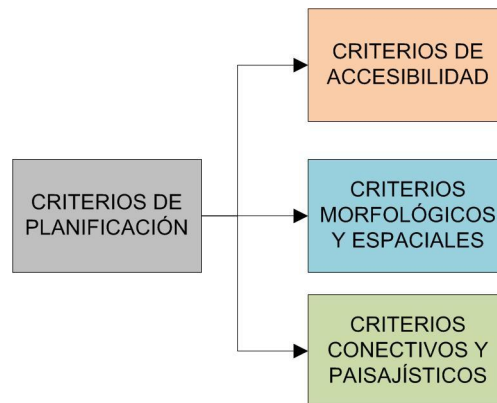 CRITERIOS DE
PLANIFICACIÓN
CRITERIOS DE
ACCESIBILIDAD
CRITERIOS
MORFOLÓGICOS
Y ESPACIALES
CRITERIOS
CONECTIVOS Y
PAISAJÍSTICOS